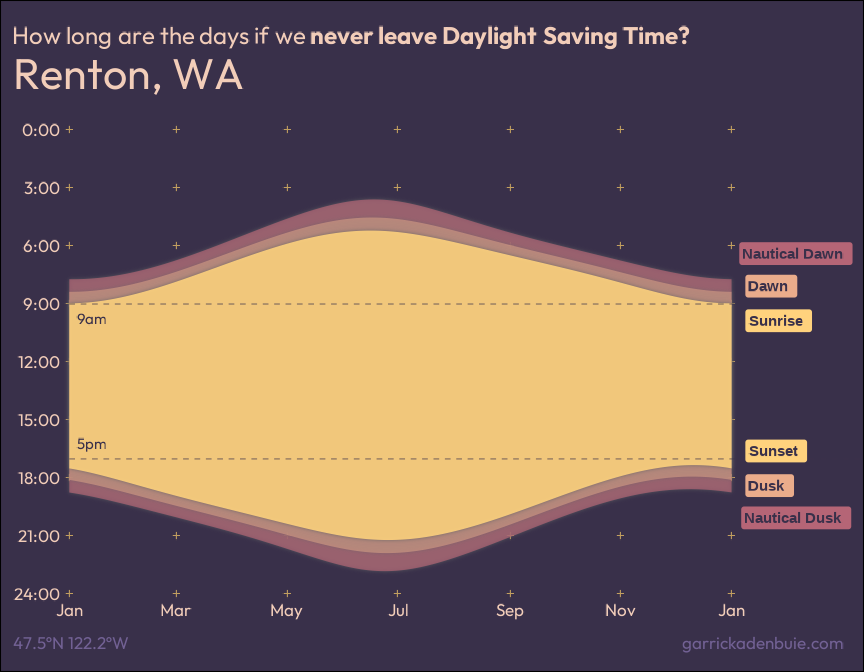 How long are the days if we never leave Daylight Saving Time?
Renton, WA
0:00
3:00
6:00
Nautical Dawn
Dawn
9:00
9am
Sunrise
12:00
15:00
5pm
Sunset
18:00
Dusk
Nautical Dusk
21:00
24:00
Jan Mar May Jul Sep Nov Jan
47.5°N 122.2°W garrickadenbuie.com